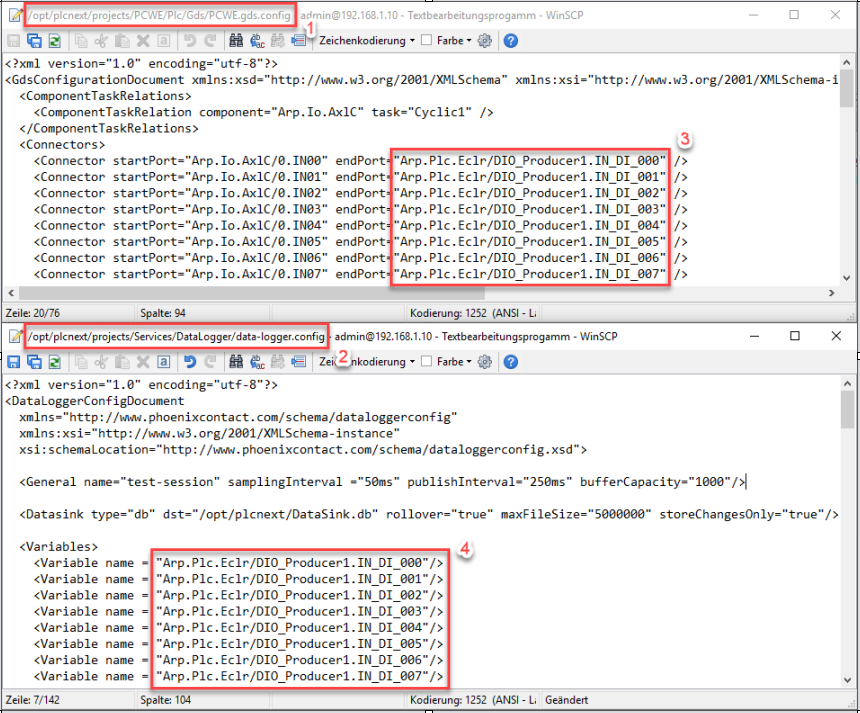 /opt/plcnext/projects/PCWE/Plc/Gds/PCWE.gds.config - admin@192.168.1.10 - Textbearbeitungsprogamm - WinSCP
1
Zeichenkodierung Farbe
<?xml version="1.0" encoding="utf-8"?>
<GdsConfigurationDocument xmlns:xsd="http://www.w3.org/2001/XMLSchema" xmlns:xsi="http://www.w3.org/2001/XMLSchema-i
<ComponentTaskRelations>
<ComponentTaskRelation component="Arp.Io.AxlC" task="Cyclic1" />
</ComponentTaskRelations>
<Connectors>
3
<Connector startPort="Arp.Io.AxlC/0.IN00" endPort="Arp.Plc.Eclr/DIO_Producer1.IN_DI_000" />
<Connector startPort="Arp.Io.AxlC/0.IN01" endPort="Arp.Plc.Eclr/DIO_Producer1.IN_DI_001" />
<Connector startPort="Arp.Io.AxlC/0.IN02" endPort="Arp.Plc.Eclr/DIO_Producer1.IN_DI_002" />
<Connector startPort="Arp.Io.AxlC/0.IN03" endPort="Arp.Plc.Eclr/DIO_Producer1.IN_DI_003" />
<Connector startPort="Arp.Io.AxlC/0.IN04" endPort="Arp.Plc.Eclr/DIO_Producer1.IN_DI_004" />
<Connector startPort="Arp.Io.AxlC/0.IN05" endPort="Arp.Plc.Eclr/DIO_Producer1.IN_DI_005" />
<Connector startPort="Arp.Io.AxlC/0.IN06" endPort="Arp.Plc.Eclr/DIO_Producer1.IN_DI_006" />
<Connector startPort="Arp.Io.AxlC/0.IN07" endPort="Arp.Plc.Eclr/DIO_Producer1.IN_DI_007" />
Zeile: 20/76 Spalte: 94 Kodierung: 1252 (ANSI - La
/opt/plcnext/projects/Services/DataLogger/data-logger.config - admin@192.168.1.10 - Textbearbeitungsprogamm - WinSCP
2
Zeichenkodierung Farbe
<?xml version="1.0" encoding="utf-8"?>
<DataLoggerConfigDocument
xmlns="http://www.phoenixcontact.com/schema/dataloggerconfig"
xmlns:xsi="http://www.w3.org/2001/XMLSchema-instance"
xsi:schemaLocation="http://www.phoenixcontact.com/schema/dataloggerconfig.xsd">
<General name="test-session" samplingInterval ="50ms" publishInterval="250ms" bufferCapacity="1000"/>
<Datasink type="db" dst="/opt/plcnext/DataSink.db" rollover="true" maxFileSize="5000000" storeChangesOnly="true"/>
<Variables>
4
<Variable name = "Arp.Plc.Eclr/DIO_Producer1.IN_DI_000"/>
<Variable name = "Arp.Plc.Eclr/DIO_Producer1.IN_DI_001"/>
<Variable name = "Arp.Plc.Eclr/DIO_Producer1.IN_DI_002"/>
<Variable name = "Arp.Plc.Eclr/DIO_Producer1.IN_DI_003"/>
<Variable name = "Arp.Plc.Eclr/DIO_Producer1.IN_DI_004"/>
<Variable name = "Arp.Plc.Eclr/DIO_Producer1.IN_DI_005"/>
<Variable name = "Arp.Plc.Eclr/DIO_Producer1.IN_DI_006"/>
<Variable name = "Arp.Plc.Eclr/DIO_Producer1.IN_DI_007"/>
Zeile: 7/142 Spalte: 104 Kodierung: 1252 (ANSI - La Geändert